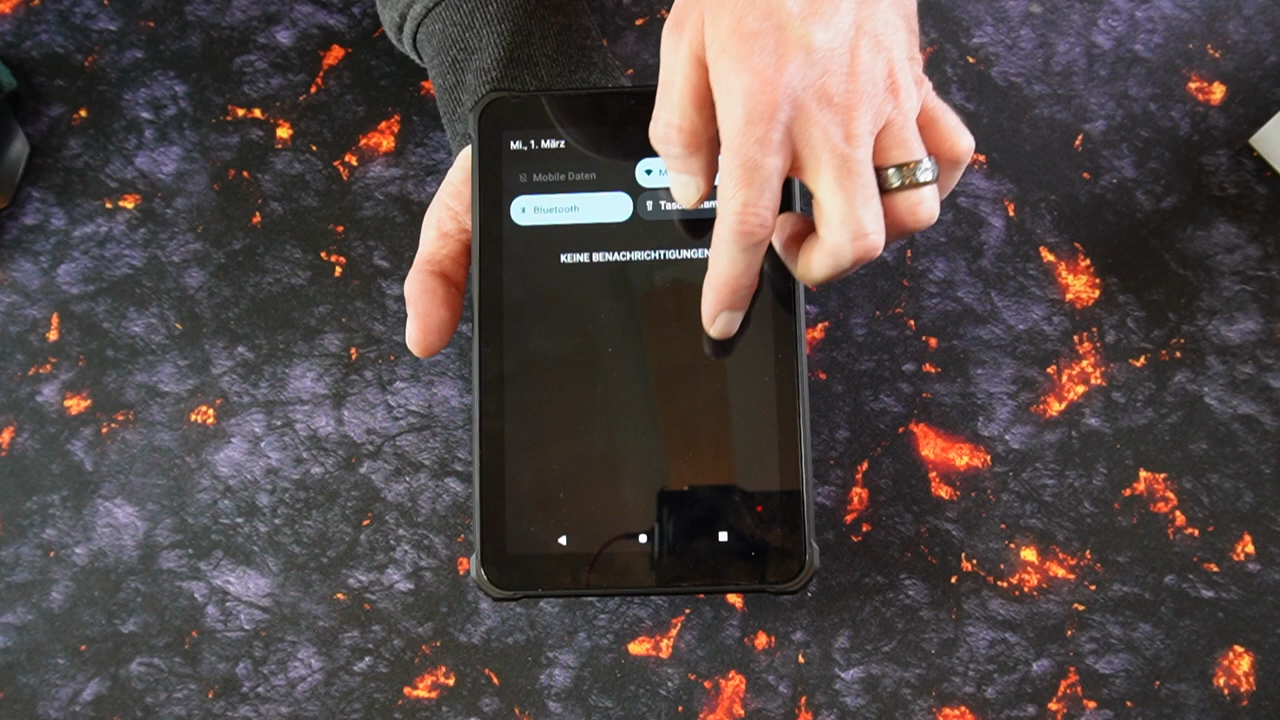 Mi., 1. März
Mobile Daten
Bluetooth
KEINE BENACHRICHTIGUNGEN